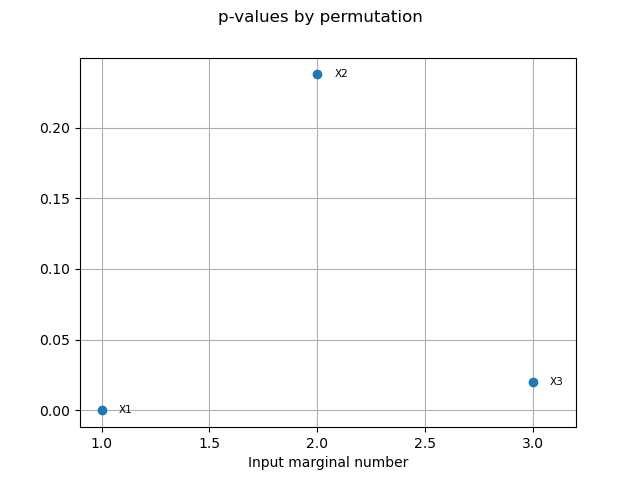 p-values by permutation
X2
0.20
0.15
0.10
0.05
X3
0.00
X1
1.0 1.5 2.0 2.5 3.0
Input marginal number